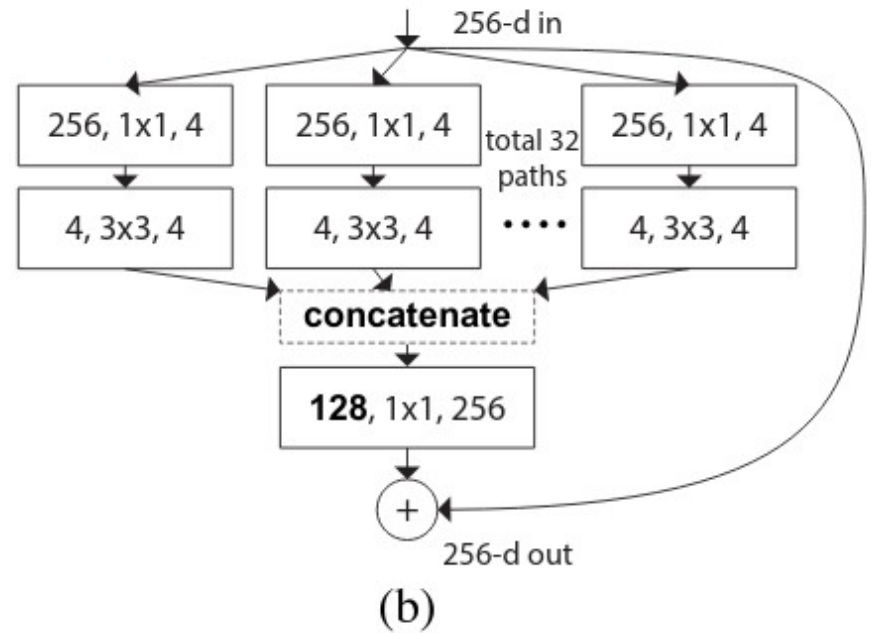 256-d in
256, 1x1, 4
256, 1x1, 4
total 32
paths
256, 1x1, 4
4, 3x3, 4
4, 3x3, 4
4, 3x3, 4
concatenate
128, 1x1, 256
+
256-d out
(b)